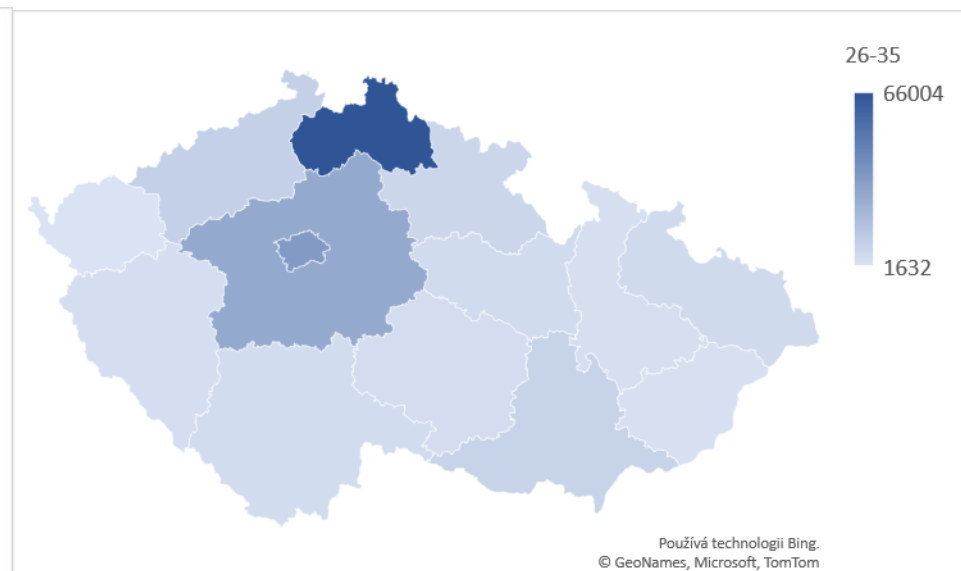 26-35
66004
1632
Používá technologii Bing.
© GeoNames, Microsoft, TomTom